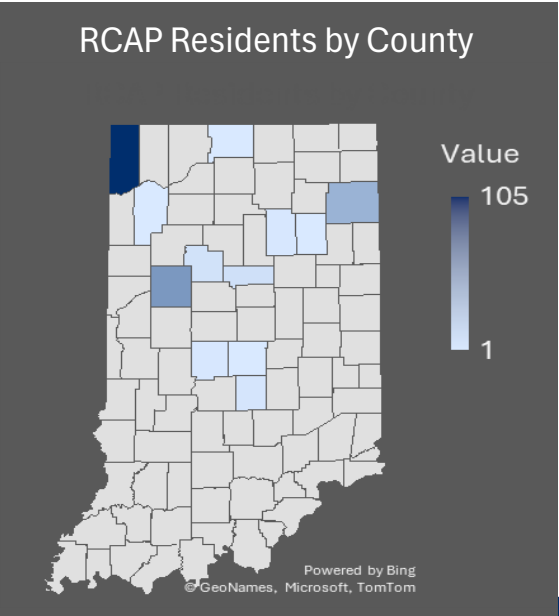 RCAP Residents by County
Value
105
1
Powered by Bing
© GeoNames, Microsoft, TomTom